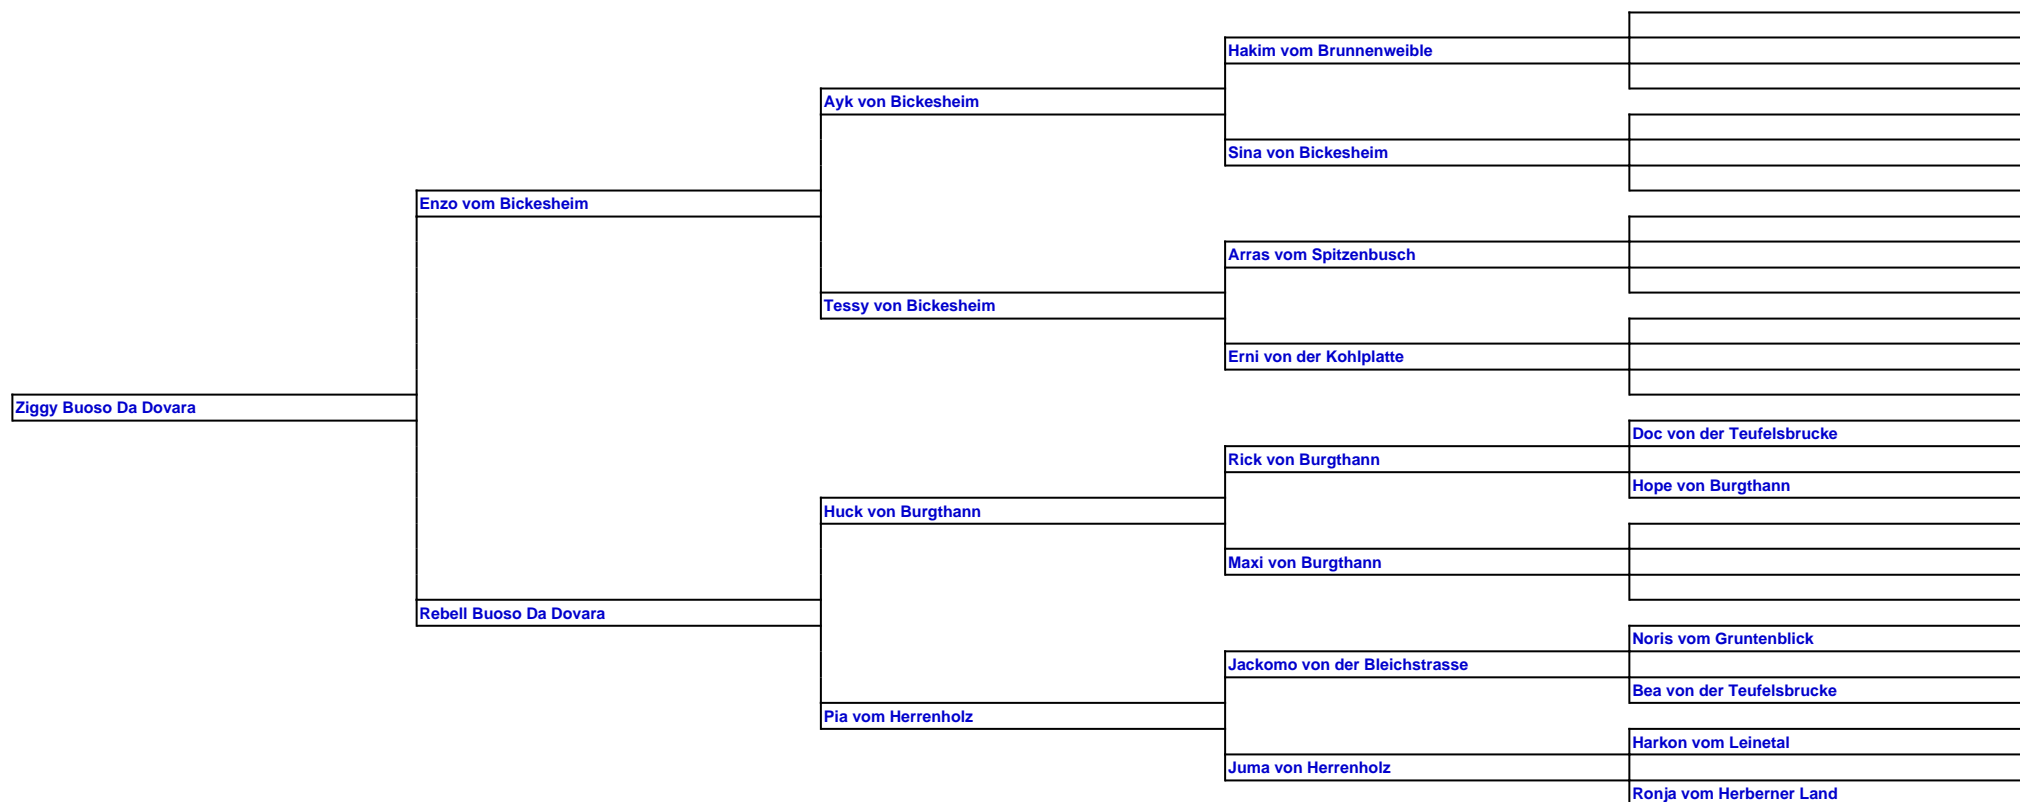 Hakim vom Brunnenweible
Ayk von Bickesheim
Sina von Bickesheim
Enzo vom Bickesheim
Arras vom Spitzenbusch
Tessy von Bickesheim
Erni von der Kohlplatte
Ziggy Buoso Da Dovara
Doc von der Teufelsbrucke
Rick von Burgthann
Hope von Burgthann
Huck von Burgthann
Maxi von Burgthann
Rebell Buoso Da Dovara
Noris vom Gruntenblick
Jackomo von der Bleichstrasse
Bea von der Teufelsbrucke
Pia vom Herrenholz
Harkon vom Leinetal
Juma von Herrenholz
Ronja vom Herberner Land